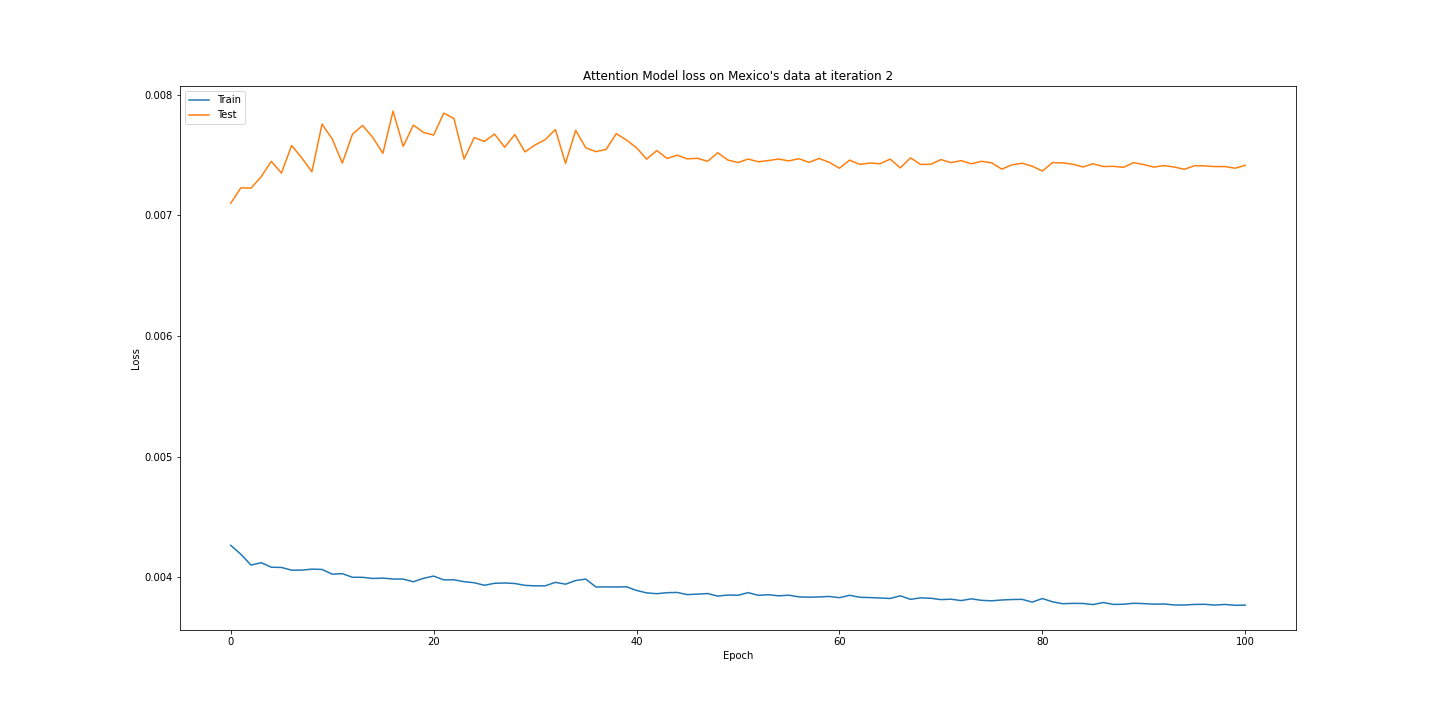 Attention Model loss on Mexico's data at iteration 2
Train
Test
0.008
0.007
0.006
0.005
0.004
Loss
0 20 40 60 80 100
Epoch